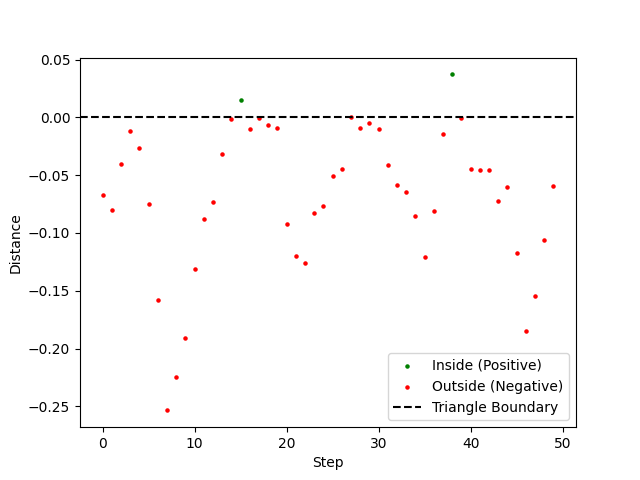 0.05
0.00
−0.05
−0.10
−0.15
−0.20
−0.25
Distance
Inside (Positive)
Outside (Negative)
Triangle Boundary
0 10 20 30 40 50
Step